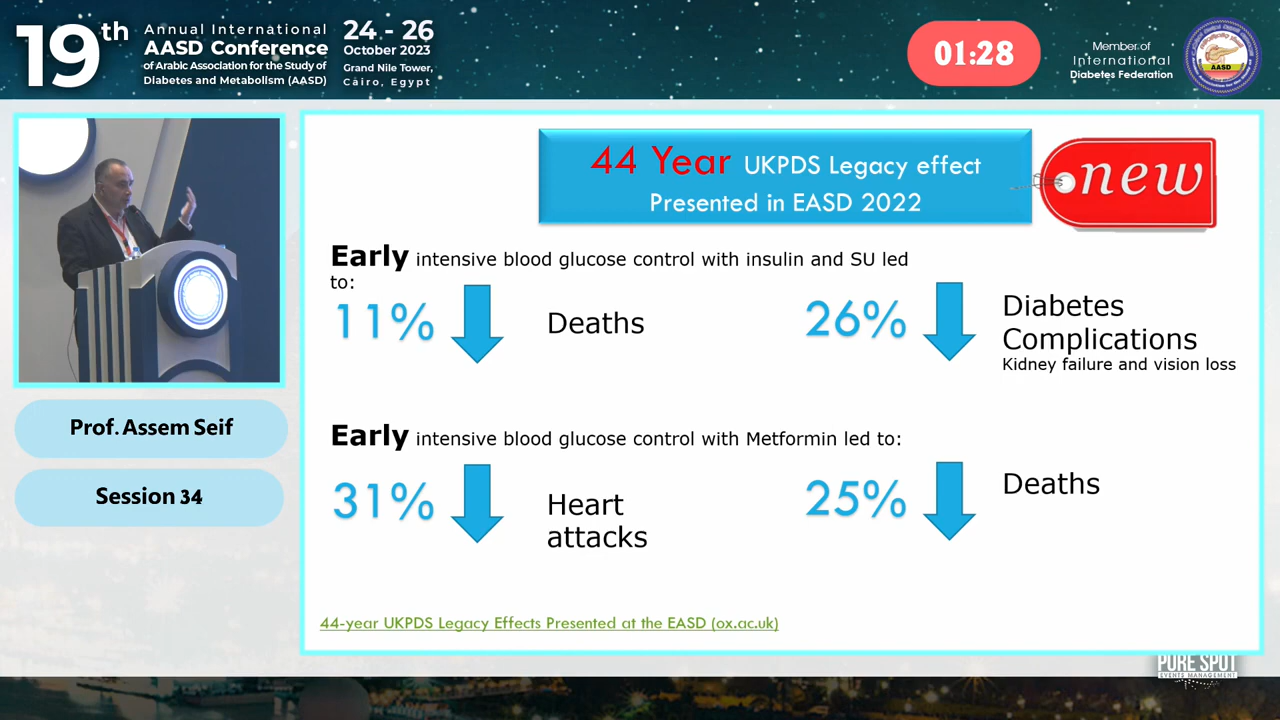 19th
Annual International
AASD Conference
of Arabic Association for the Study of
Diabetes and Metabolism (AASD)
24 - 26
October 2023
Grand Nile Tower,
Cairo, Egypt
01:28
Member of
International
Diabetes Federation
AASD
44 Year UKPDS Legacy effect
Presented in EASD 2022
new
Early intensive blood glucose control with insulin and SU led
to:
11%
Deaths
26%
Diabetes
Complications
Kidney failure and vision loss
Early intensive blood glucose control with Metformin led to:
31%
Heart
attacks
25%
Deaths
44-year UKPDS Legacy Effects Presented at the EASD (ox.ac.uk)
Prof. Assem Seif
Session 34
PURE SPOT
EVENTS MANAGEMENT